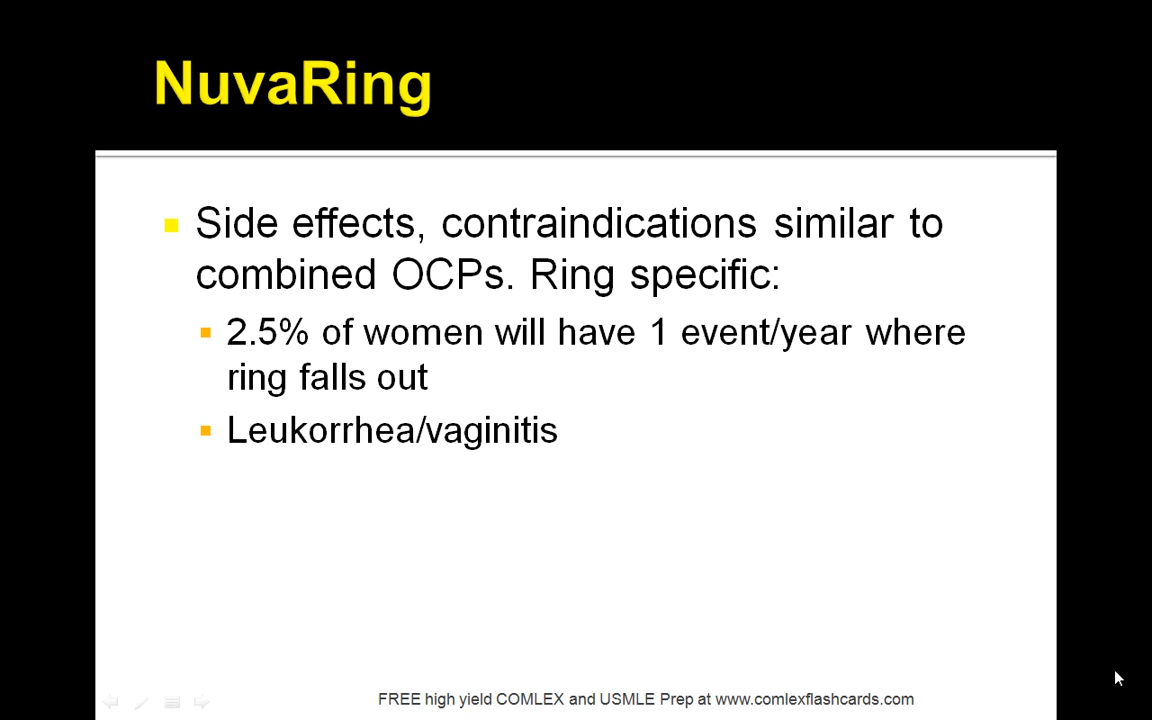 NuvaRing
Side effects, contraindications similar to
combined OCPs. Ring specific:
2.5% of women will have 1 event/year where
ring falls out
Leukorrhea/vaginitis
FREE high yield COMLEX and USMLE Prep at www.comlexflashcards.com